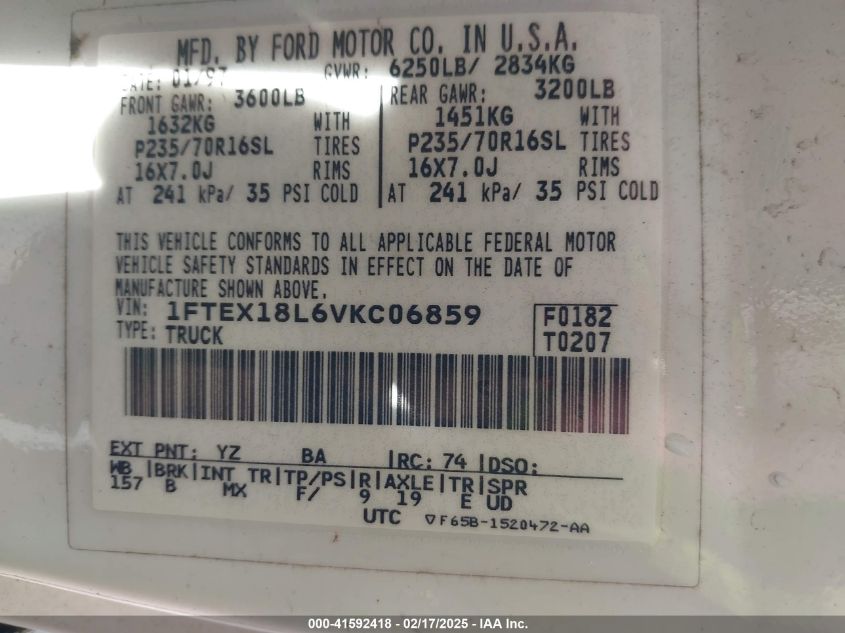 MFD. BY FORD MOTOR CO. IN U.S.A.
DATE: 01/97 GVWR: 6250LB/ 2834KG
FRONT GAWR: 3600LB REAR GAWR: 3200LB
1632KG WITH 1451KG WITH
P235/70R16SL TIRES P235/70R16SL TIRES
16X7.0J RIMS 16X7.0J RIMS
AT 241 kPa/ 35 PSI COLD AT 241 kPa/ 35 PSI COLD
THIS VEHICLE CONFORMS TO ALL APPLICABLE FEDERAL MOTOR
VEHICLE SAFETY STANDARDS IN EFFECT ON THE DATE OF
MANUFACTURE SHOWN ABOVE.
VIN: 1FTEX18L6VKC06859 F0182
TYPE: TRUCK T0207
EXT PNT: YZ BA |RC: 74 |DSO:
WB |BRK|INT TR|TP/PS|R|AXLE|TR|SPR
157 B MX F/ 9 19 E UD
UTC ▽F65B-1520472-AA
000-41592418 - 02/17/2025 - IAA Inc.